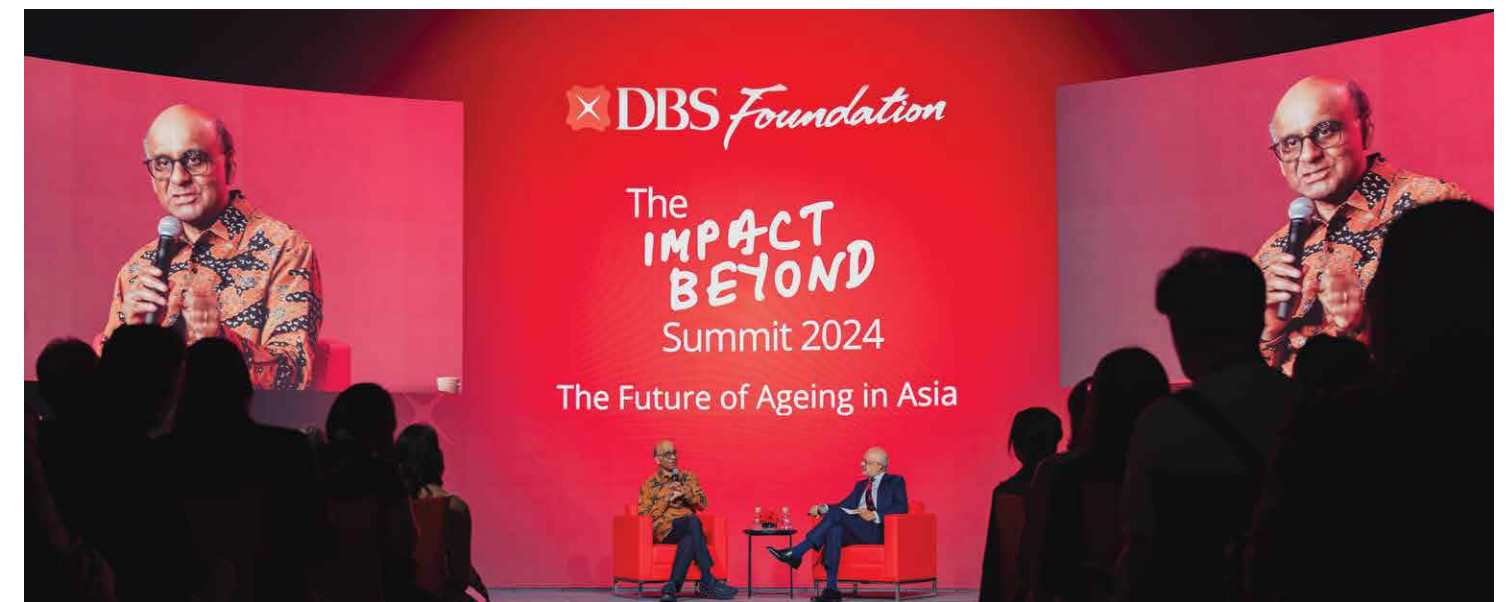 DBS Foundation
The
IMPACT
BEYOND
Summit 2024
The Future of Ageing in Asia